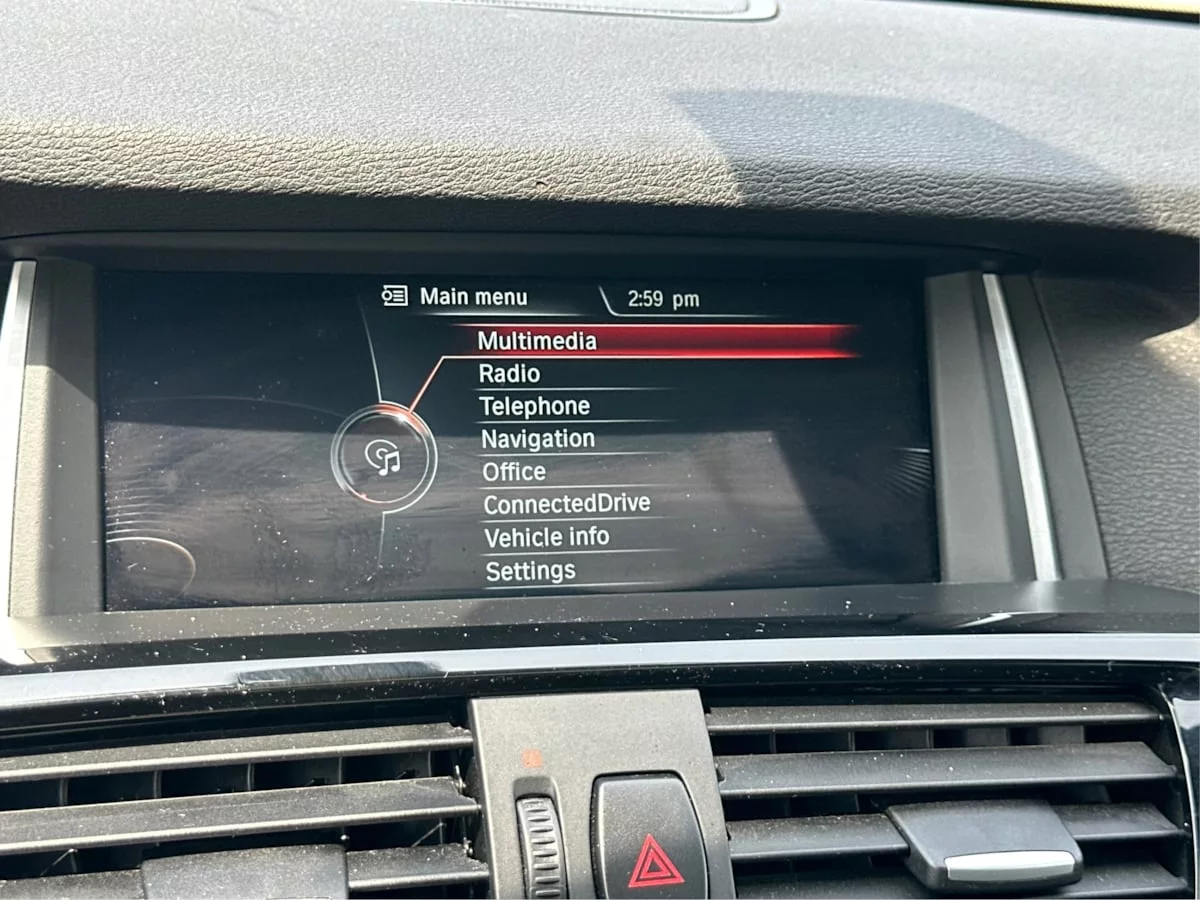 Main menu
2:59 pm
Multimedia
Radio
Telephone
Navigation
Office
ConnectedDrive
Vehicle info
Settings